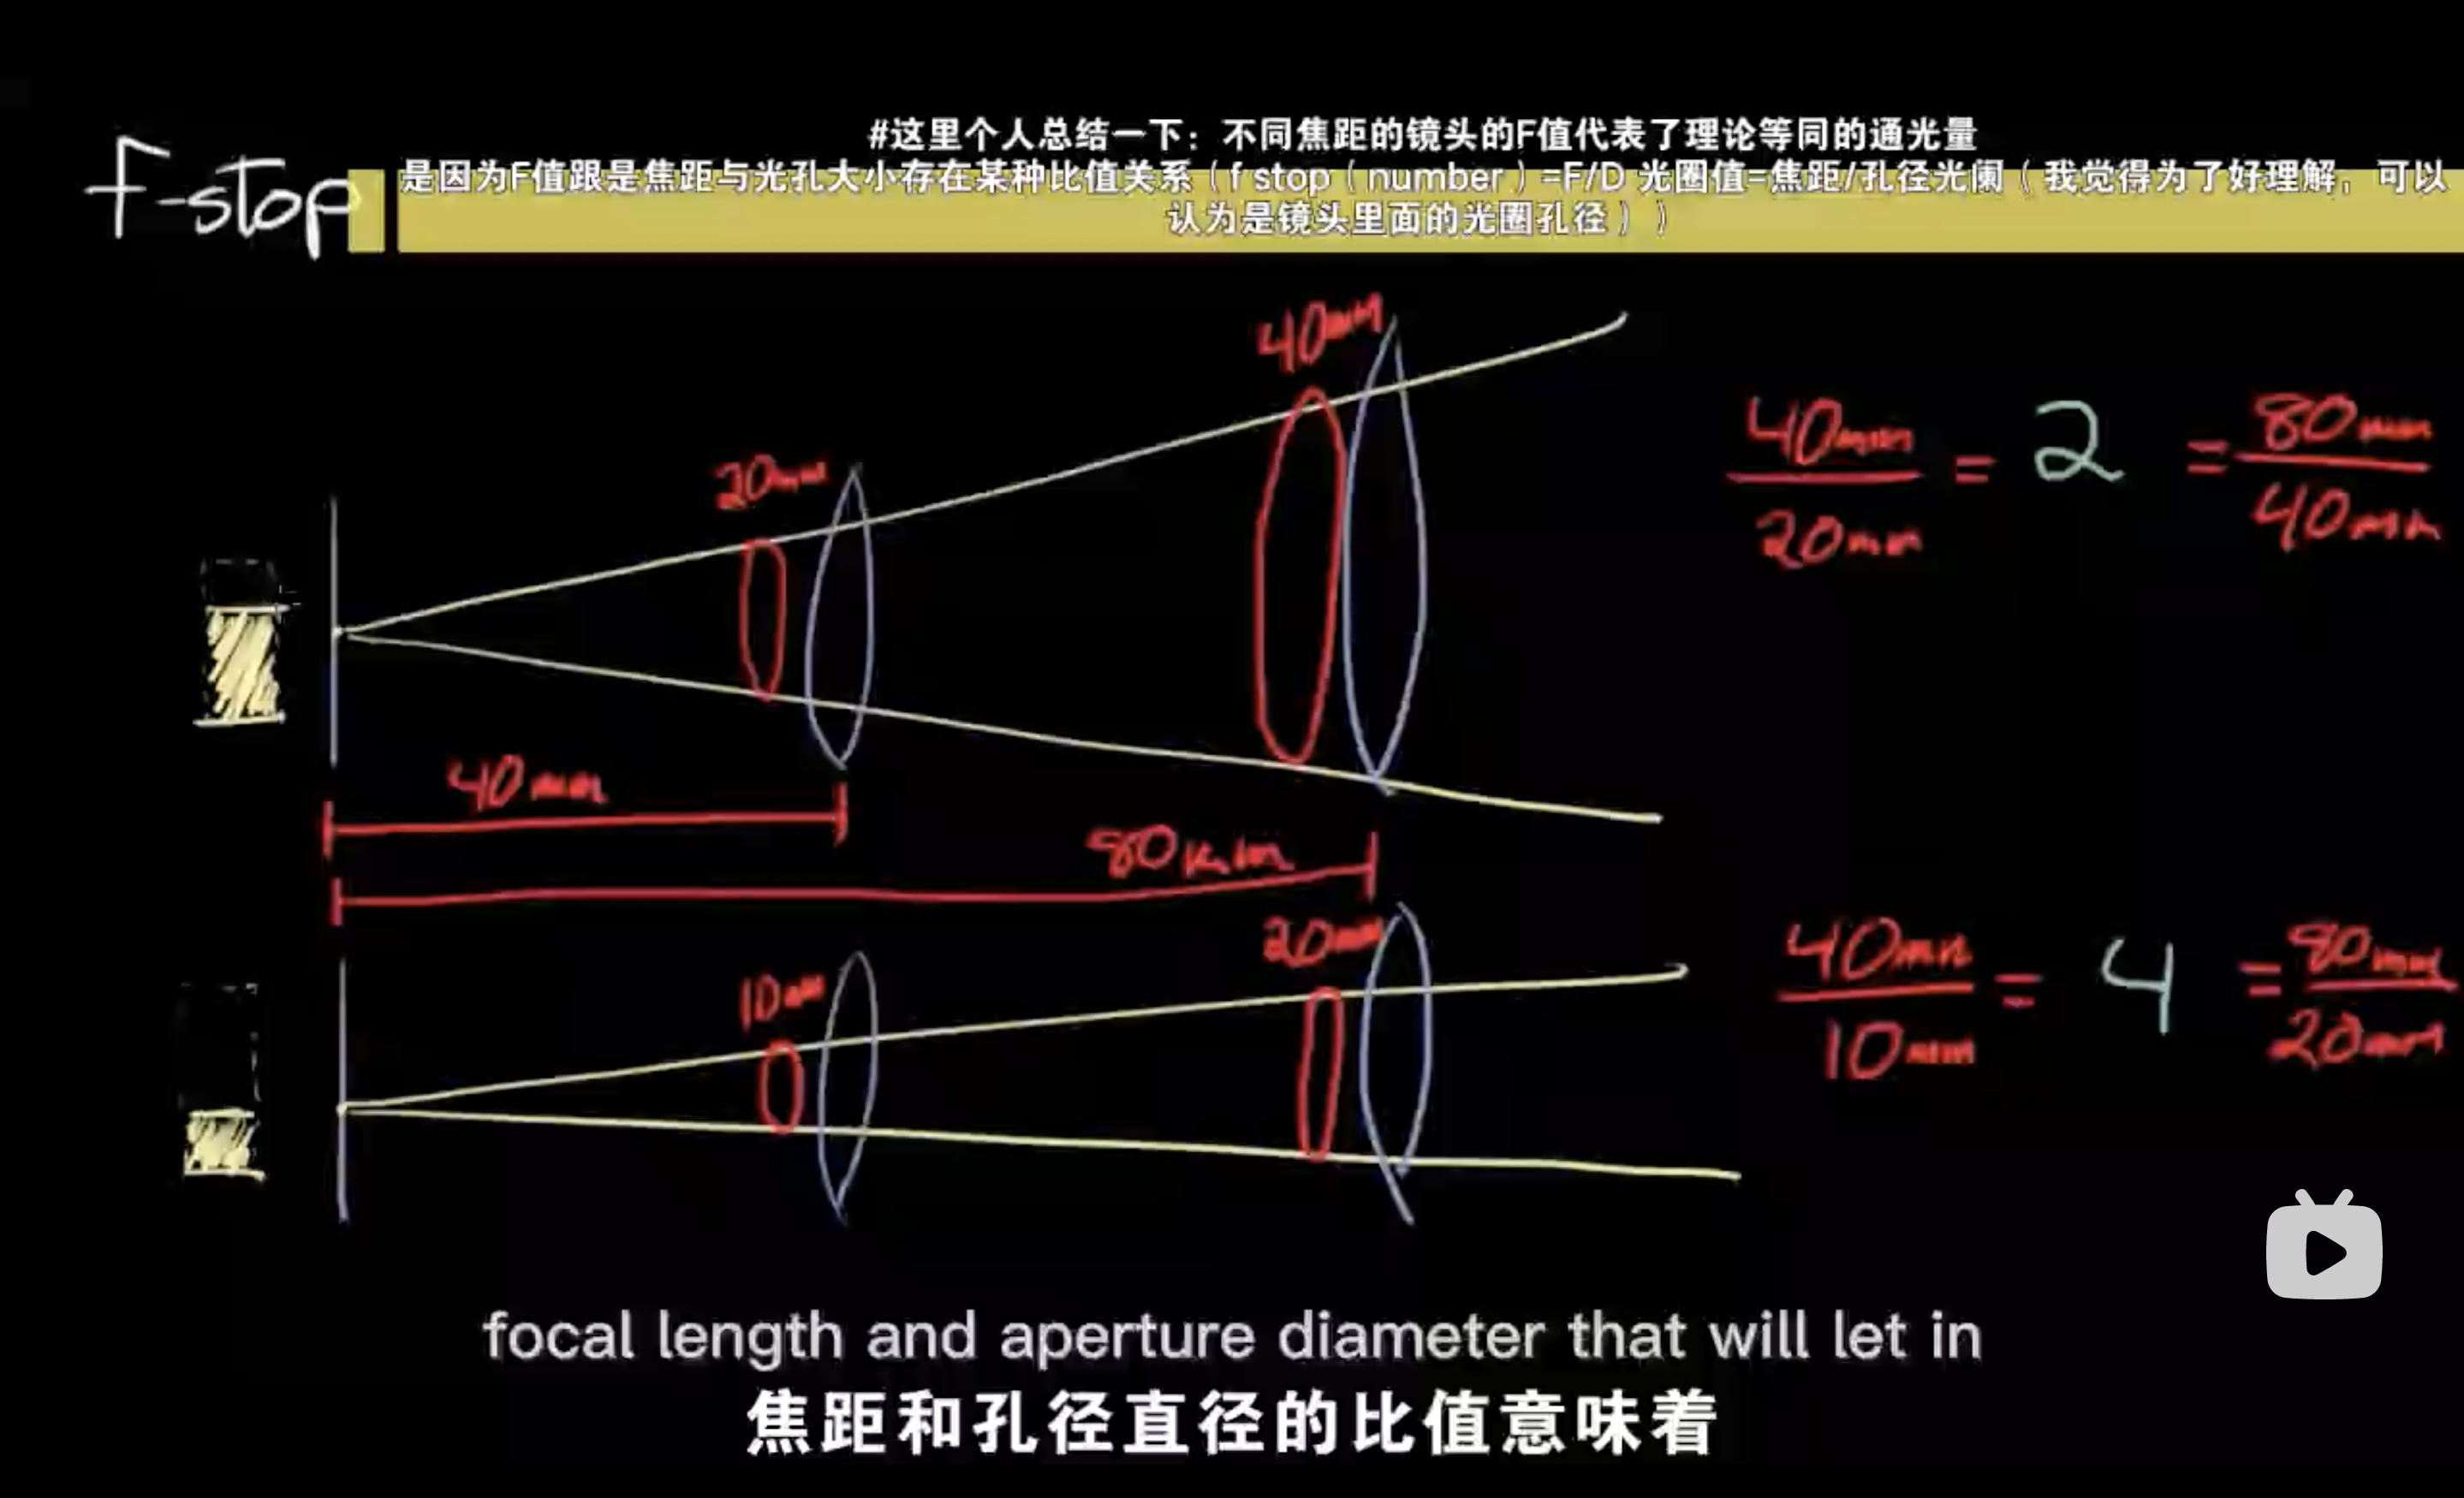 #这里个人总结一下：不同焦距的镜头的F值代表了理论等同的通光量
f-stop
是因为F值跟是焦距与光孔大小存在某种比值关系（f stop（number）=F/D 光圈值=焦距/孔径光阑（我觉得为了好理解，可以
认为是镜头里面的光圈孔径））
40mm
20mm
40mm = 2 = 80mm
20mm 40mm
40mm
80mm
20mm
10mm
40mm = 4 = 80mm
10mm 20mm
focal length and aperture diameter that will let in
焦距和孔径直径的比值意味着